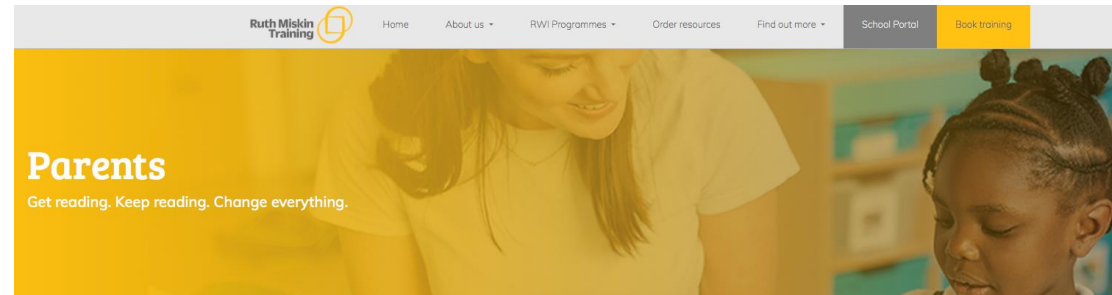 Ruth Miskin
Training
Home
About us
RWI Programmes
Order resources
Find out more
School Portal
Book training
Parents
Get reading. Keep reading. Change everything.